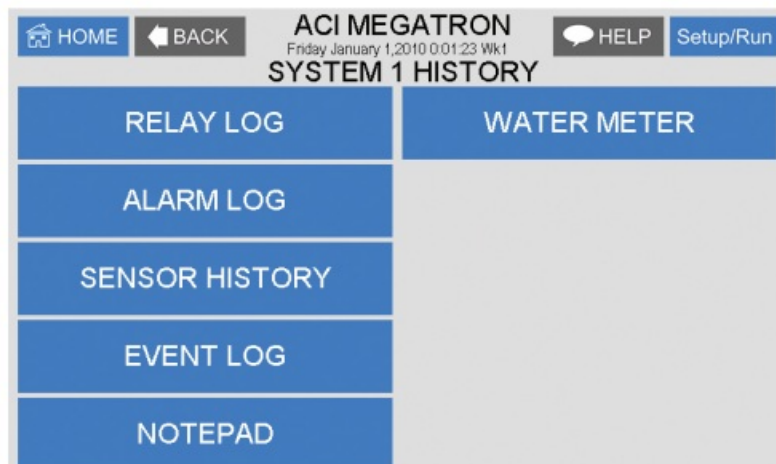 HOME
BACK
ACI MEGATRON
Friday January 1,2010 0:01:23 Wk1
SYSTEM 1 HISTORY
HELP
Setup/Run
RELAY LOG
WATER METER
ALARM LOG
SENSOR HISTORY
EVENT LOG
NOTEPAD